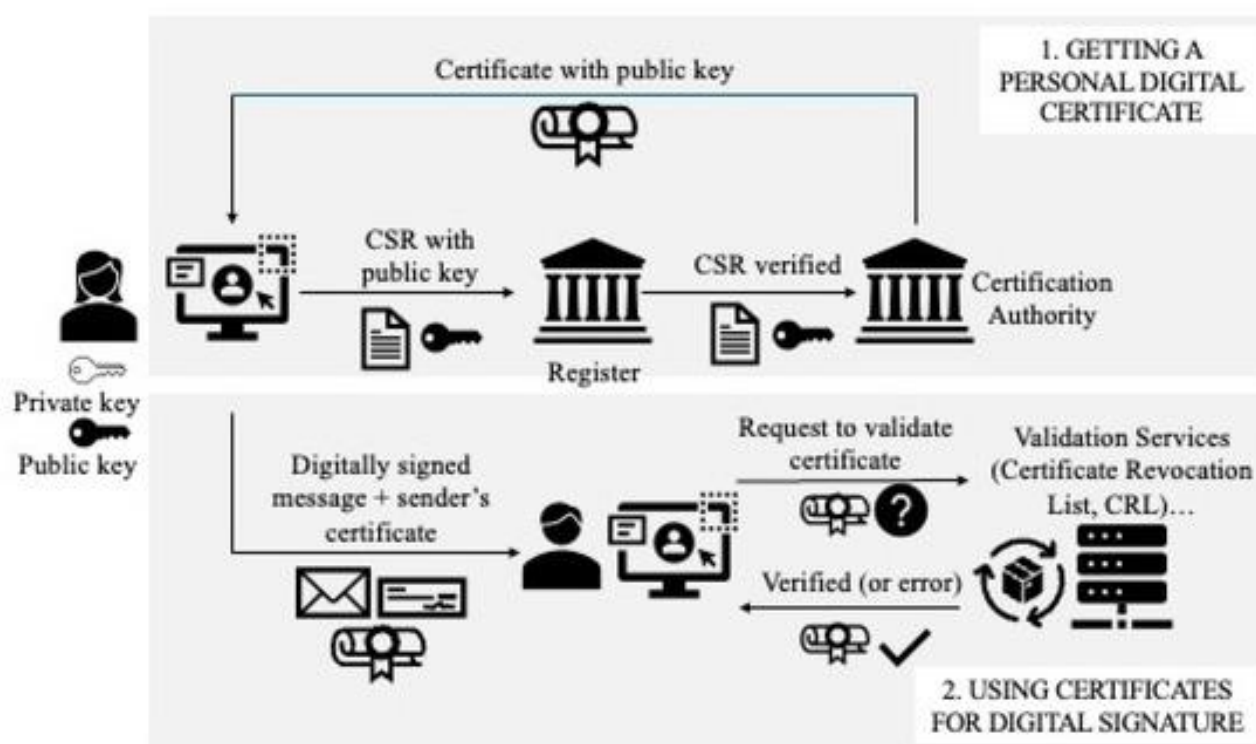 1. GETTING A
PERSONAL DIGITAL
CERTIFICATE
Certificate with public key
CSR with
public key
CSR verified
Certification
Authority
Register
Private key
Public key
Digitally signed
message + sender's
certificate
Request to validate
certificate
Validation Services
(Certificate Revocation
List, CRL)...
Verified (or error)
2. USING CERTIFICATES
FOR DIGITAL SIGNATURE